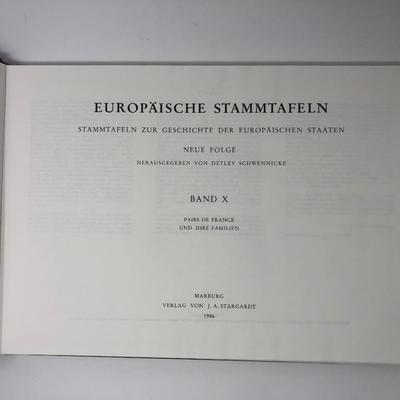 EUROPÄISCHE STAMMTAFELN
STAMMTAFELN ZUR GESCHICHTE DER EUROPÄISCHEN STAATEN
NEUE FOLGE
HERAUSGEGEBEN VON DETLEV SCHWENNICKE
BAND X
PAIRS DE FRANCE
UND IHRE FAMILIEN
MARBURG
VERLAG VON J. A. STARGARDT
1986